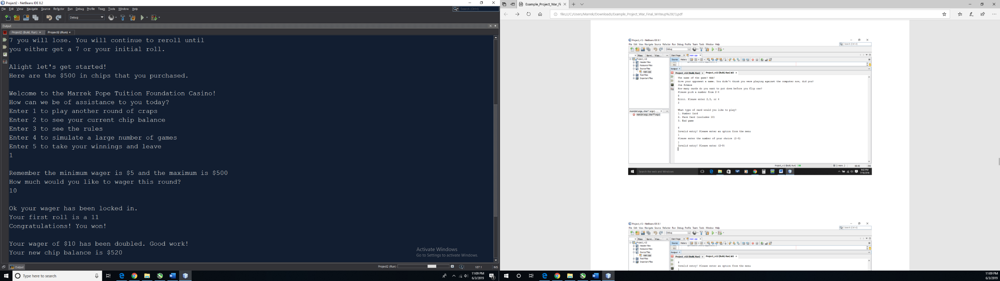 Project2 - NetBeans IDE 8.2
File Edit View Navigate Source Refactor Run Debug Profile Team Tools Window Help
Search (Ctrl+I)
Debug
Output
Project2 (Build, Run) × Project2 (Run) ×
7 you will lose. You will continue to reroll until
you either get a 7 or your initial roll.
Alight let's get started!
Here are the $500 in chips that you purchased.
Welcome to the Marrek Pope Tuition Foundation Casino!
How can we be of assistance to you today?
Enter 1 to play another round of craps
Enter 2 to see your current chip balance
Enter 3 to see the rules
Enter 4 to simulate a large number of games
Enter 5 to take your winnings and leave
1
Remember the minimum wager is $5 and the maximum is $500
How much would you like to wager this round?
10
Ok your wager has been locked in.
Your first roll is a 11
Congratulations! You won!
Your wager of $10 has been doubled. Good work!
Your new chip balance is $520
Activate Windows
Go to Settings to activate Windows.
Output
Project2 (Run)
187:1
INS
Type here to search
11:09 PM
6/3/2019
Example_Project_War_Fi
file:///C:/Users/Marrek/Downloads/Example_Project_War_Final_Writeup%20(1).pdf
Project_v12 - NetBeans IDE 8.1
File Edit View Navigate Source Refactor Run Debug Profile Team Tools Window Help
Search (Ctrl+I)
Debug
Files Servi... Clas...
Start Page × main.cpp ×
Project_v12
Source History
Header Files
Resource Files
Source Files
main.cpp
Test Files
Important Files
Output ×
Project_v12 (Build, Run) × Project_v12 (Build, Run) #2 ×
The name of the game? WAR!
Give your opponent a name. You didn't think you were playing against the computer now, did you?
Joe Schmoe
How many cards do you want to put down before you flip one?
Please pick a number from 2-4
8
Error. Please enter 2,3, or 4
2
What type of card would you like to play?
1. Number Card
2. Face Card (includes 10)
3. End game
6
Invalid entry! Please enter an option from the menu
1
Please enter the number of your choice (2-9)
Invalid entry! Please enter (2-9)
main(int argc, char** argv) - ...
main(int argc, char** argv)
Project_v12 (Build, Run)
(1 more...)
INS
Search the web and Windows
9:02 PM
7/18/2016
Project_v12 - NetBeans IDE 8.1
File Edit View Navigate Source Refactor Run Debug Profile Team Tools Window Help
Search (Ctrl+I)
Debug
Files Servi... Clas...
Start Page × main.cpp ×
Project_v12
Source History
Header Files
Resource Files
Source Files
main.cpp
Test Files
Important Files
Output ×
Project_v12 (Build, Run) × Project_v12 (Build, Run) #2 ×
6
Invalid entry! Please enter an option from the menu
1
11:09 PM
6/3/2019